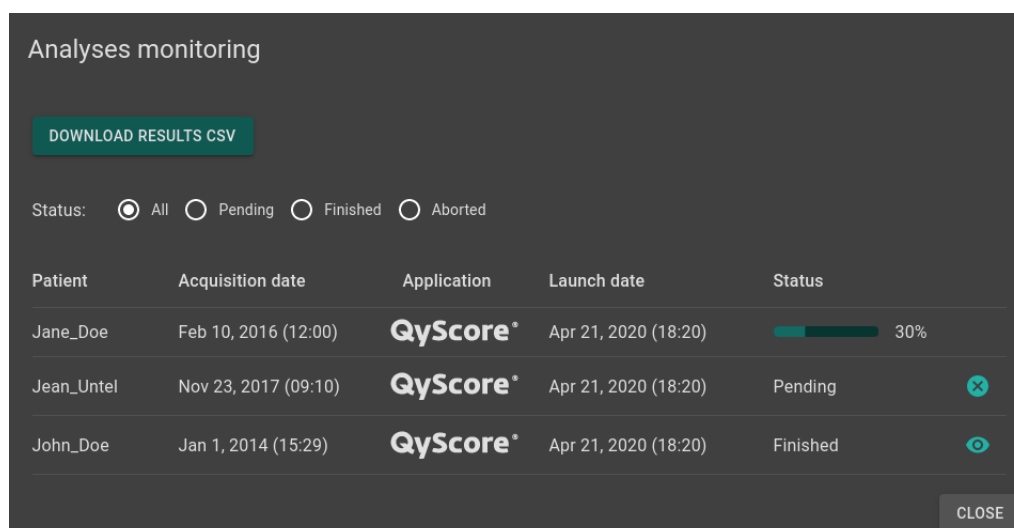 Analyses monitoring
DOWNLOAD RESULTS CSV
Status: All Pending Finished Aborted
Patient Acquisition date Application Launch date Status
Jane_Doe Feb 10, 2016 (12:00) QyScore® Apr 21, 2020 (18:20) 30%
Jean_Untel Nov 23, 2017 (09:10) QyScore® Apr 21, 2020 (18:20) Pending
John_Doe Jan 1, 2014 (15:29) QyScore® Apr 21, 2020 (18:20) Finished
CLOSE